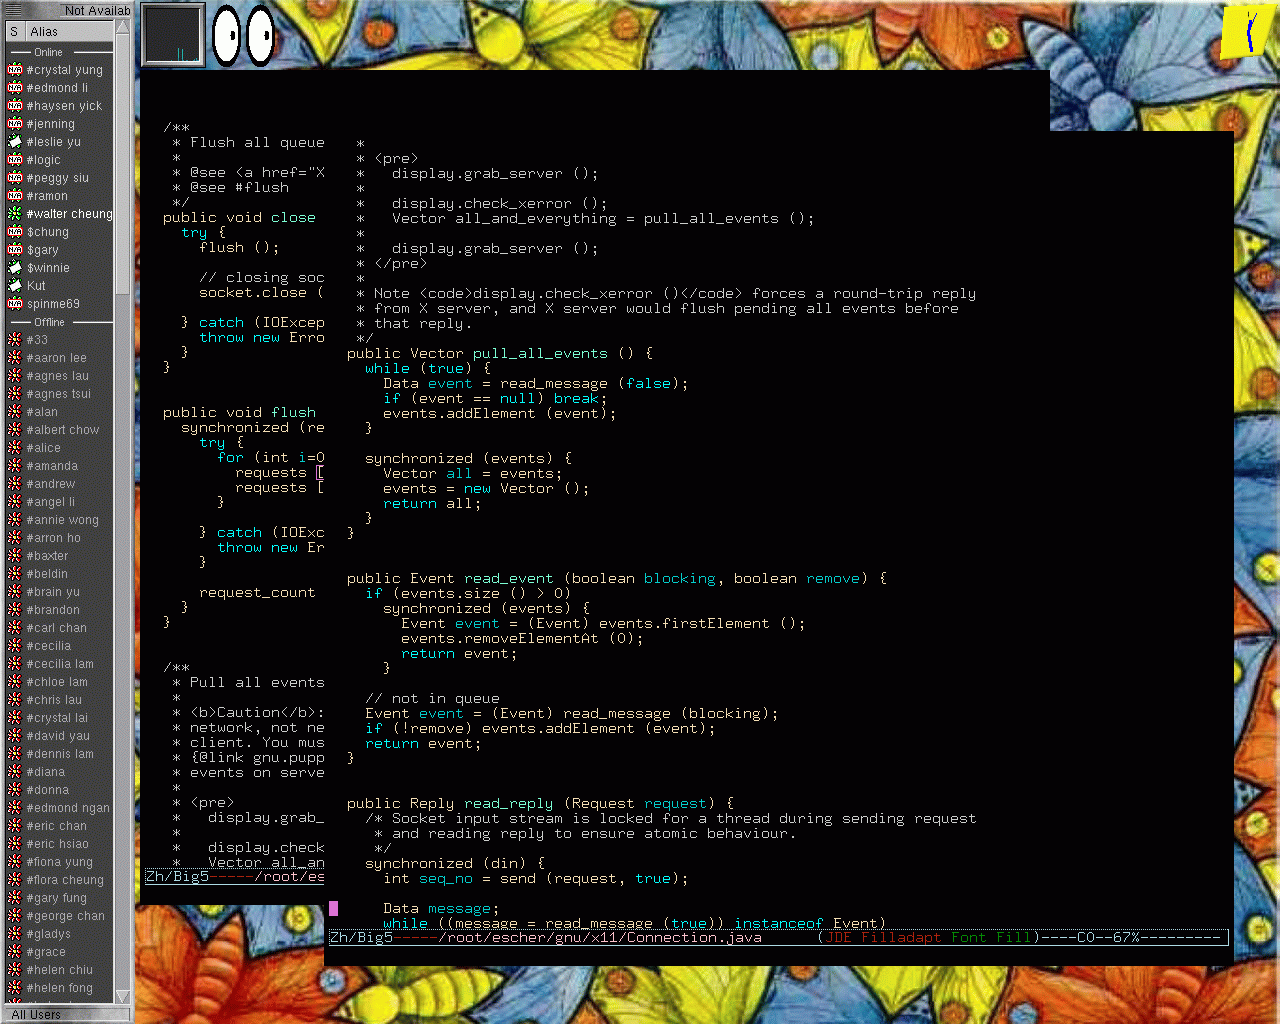 Not Availab
S Alias
Online
#crystal yung
#edmond li
#haysen yick
#jenning
#leslie yu
#logic
#peggy siu
#ramon
#walter cheung
$chung
$gary
$winnie
Kut
spinme69
Offline
#33
#aaron lee
#agnes lau
#agnes tsui
#alan
#albert chow
#alice
#amanda
#andrew
#angel li
#annie wong
#arron ho
#baxter
#beldin
#brain yu
#brandon
#carl chan
#cecilia
#cecilia lam
#chloe lam
#chris lau
#crystal lai
#david yau
#dennis lam
#diana
#donna
#edmond ngan
#eric chan
#eric hsiao
#fiona yung
#flora cheung
#gary fung
#george chan
#gladys
#grace
#helen chiu
#helen fong
All Users
/**
* Flush all queue
*
* @see <a href="X
* @see #flush
*/
public void close
try {
flush ();
// closing soc
socket.close (
} catch (IOExcep
throw new Erro
}
}
public void flush
synchronized (re
try {
for (int i=0
requests [
requests [
}
} catch (IOExc
throw new Er
}
request_count
}
}
/**
* Pull all events
*
* <b>Caution</b>:
* network, not ne
* client. You mus
* {@link gnu.pupp
* events on serve
*
* <pre>
*   display.grab_
*
*   display.check
*   Vector all_an
Zh/Big5-----/root/es
*
* <pre>
*   display.grab_server ();
*
*   display.check_xerror ();
*   Vector all_and_everything = pull_all_events ();
*
*   display.grab_server ();
* </pre>
*
* Note <code>display.check_xerror ()</code> forces a round-trip reply
* from X server, and X server would flush pending all events before
* that reply.
*/
public Vector pull_all_events () {
while (true) {
Data event = read_message (false);
if (event == null) break;
events.addElement (event);
}
synchronized (events) {
Vector all = events;
events = new Vector ();
return all;
}
}
public Event read_event (boolean blocking, boolean remove) {
if (events.size () > 0)
synchronized (events) {
Event event = (Event) events.firstElement ();
events.removeElementAt (0);
return event;
}
// not in queue
Event event = (Event) read_message (blocking);
if (!remove) events.addElement (event);
return event;
}
public Reply read_reply (Request request) {
/* Socket input stream is locked for a thread during sending request
* and reading reply to ensure atomic behaviour.
*/
synchronized (din) {
int seq_no = send (request, true);
Data message;
while ((message = read_message (true)) instanceof Event)
Zh/Big5-----/root/escher/gnu/x11/Connection.java      (JDE Filladapt Font Fill)----C0--67%---------